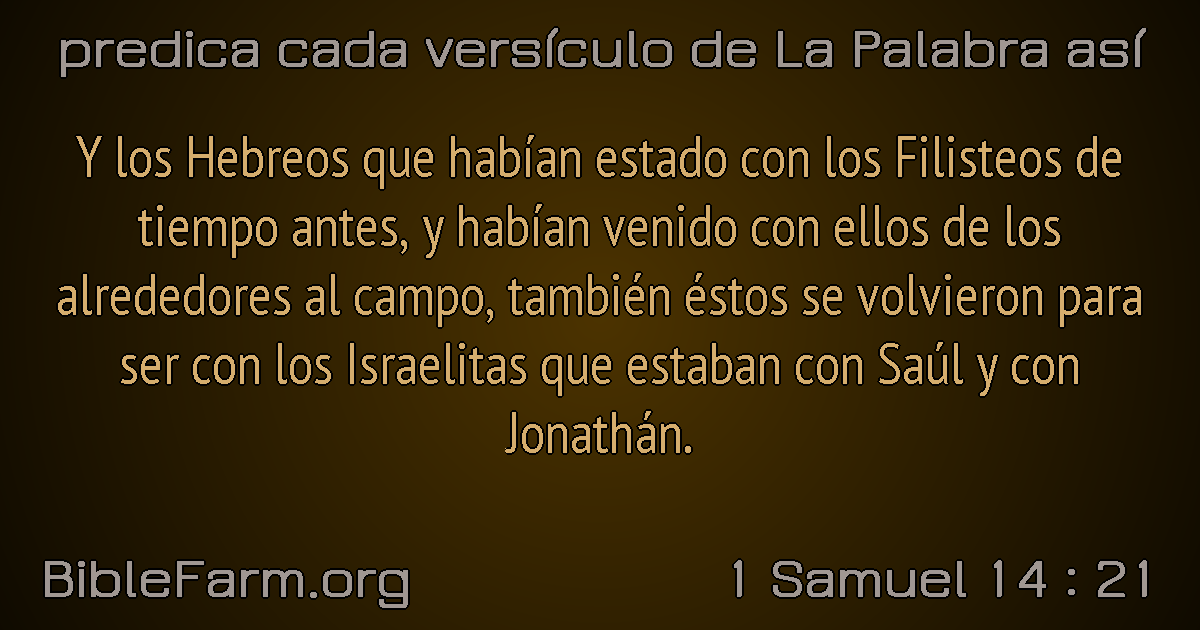 predica cada versículo de La Palabra así
Y los Hebreos que habían estado con los Filisteos de
tiempo antes, y habían venido con ellos de los
alrededores al campo, también éstos se volvieron para
ser con los Israelitas que estaban con Saúl y con
Jonathán.
BibleFarm.org
1 Samuel 14 : 21